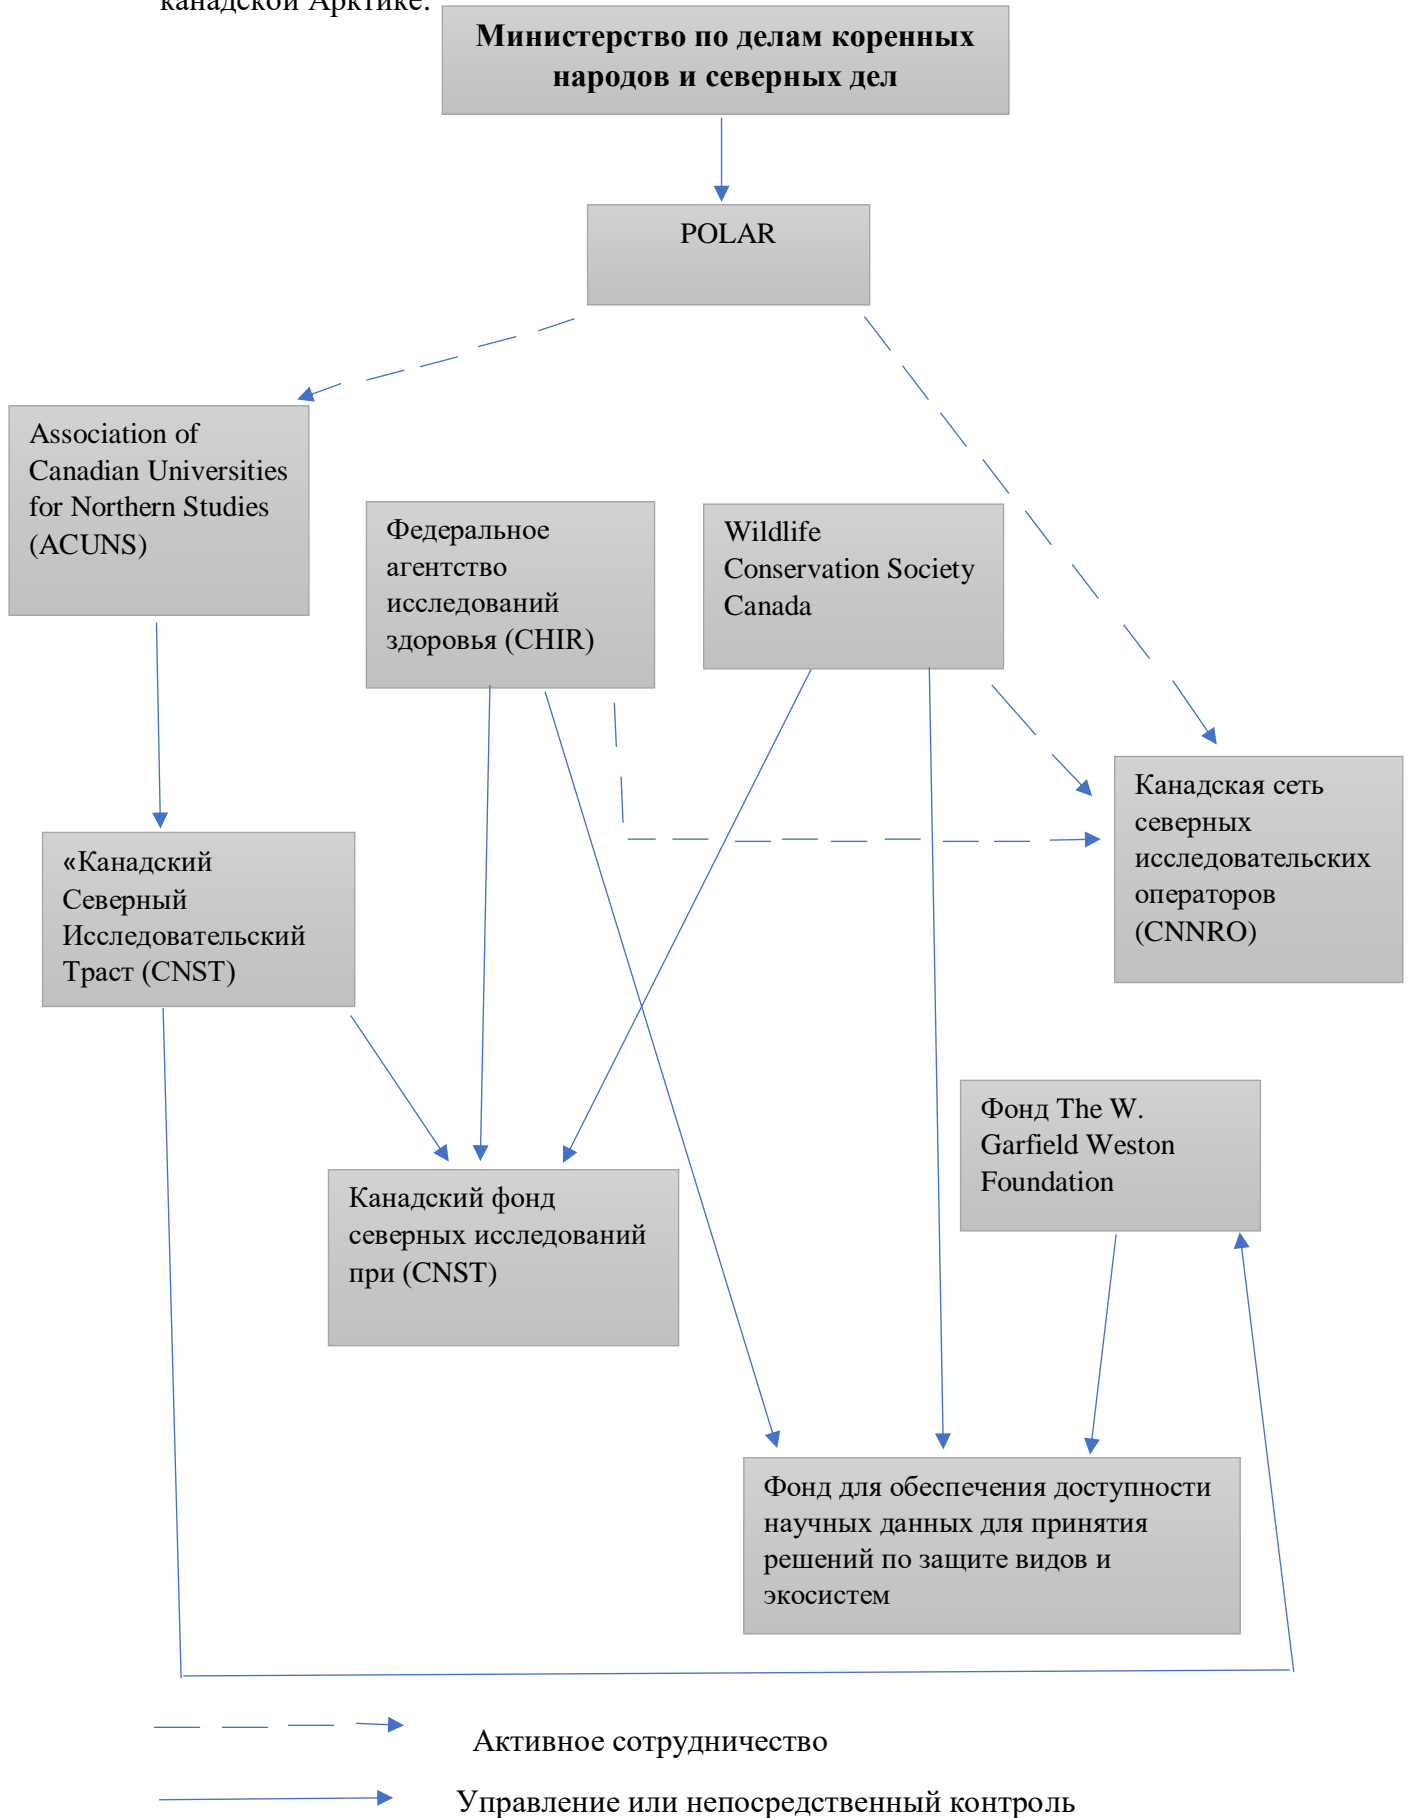 канадской Арктике.
Министерство по делам коренных
народов и северных дел
POLAR
Association of
Canadian Universities
for Northern Studies
(ACUNS)
Федеральное
агентство
исследований
здоровья (CHIR)
Wildlife
Conservation Society
Canada
Канадская сеть
северных
исследовательских
операторов
(CNNRO)
«Канадский
Северный
Исследовательский
Траст (CNST)
Фонд The W.
Garfield Weston
Foundation
Канадский фонд
северных исследований
при (CNST)
Фонд для обеспечения доступности
научных данных для принятия
решений по защите видов и
экосистем
Активное сотрудничество
Управление или непосредственный контроль